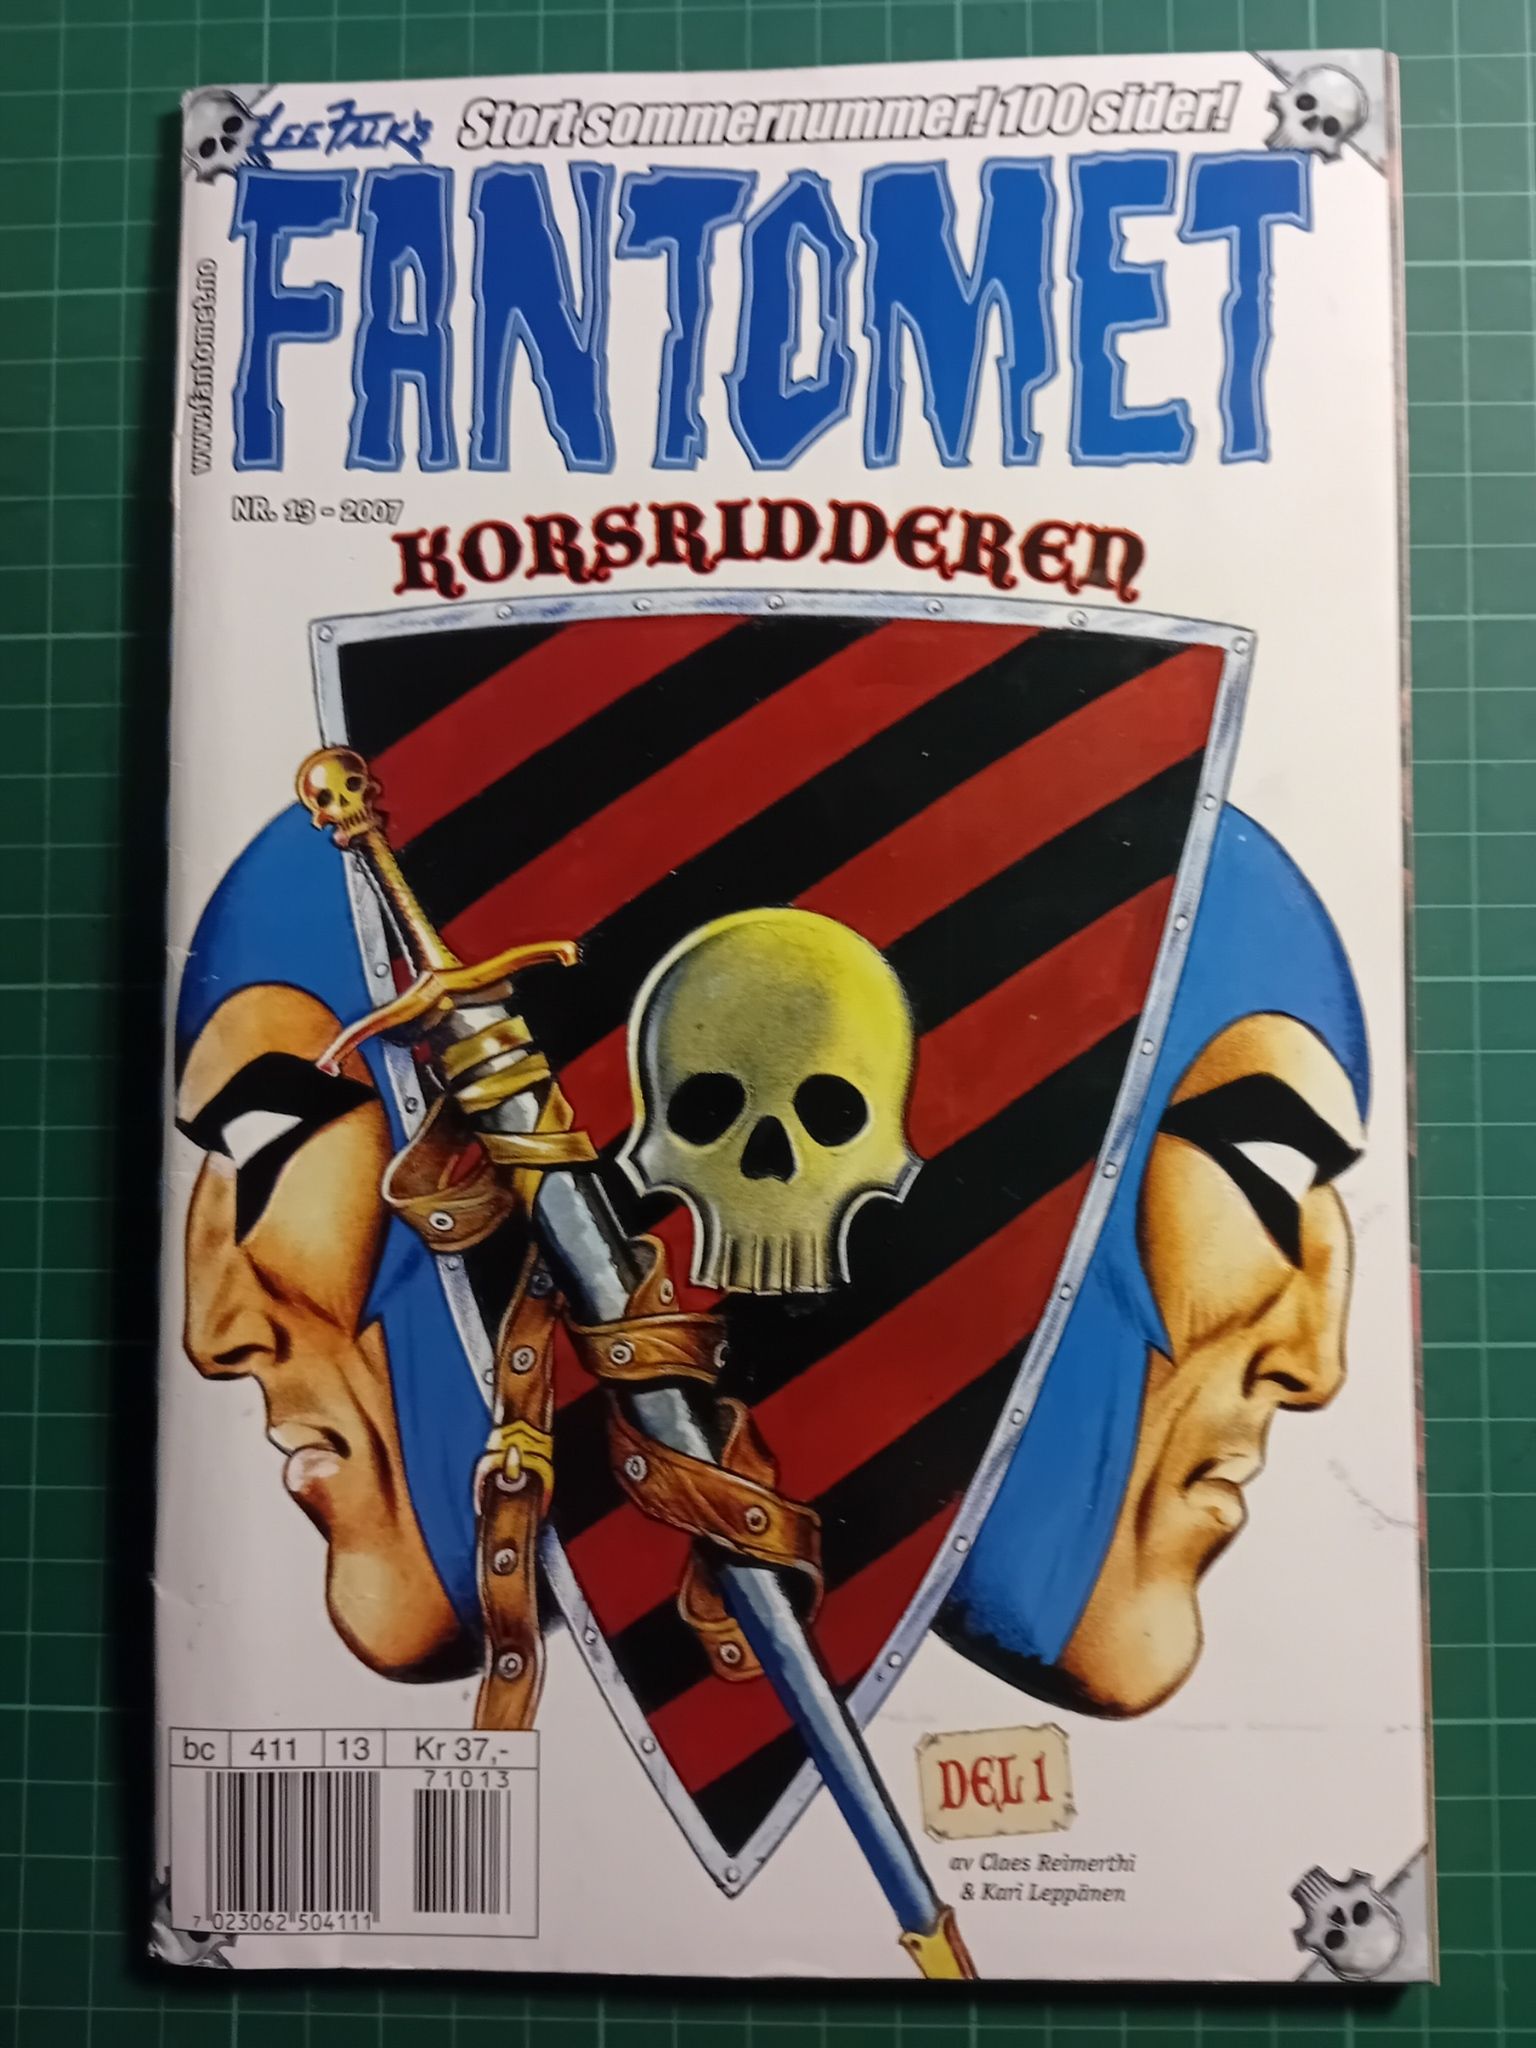 Lee Falk's
Stort sommernummer! 100 sider!
FANTOMET
www.fantomet.no
NR. 13 - 2007
KORSRIDDEREN
bc 411 13 Kr 37,-
71013
7 023062 504111
DEL 1
av Claes Reimerthi
& Kari Leppänen